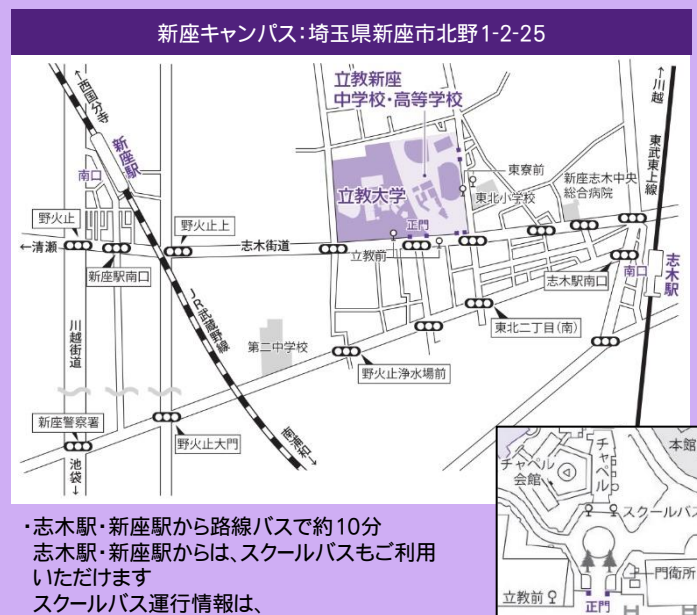 新座キャンパス：埼玉県新座市北野1-2-25
←西国分寺
新座駅
南口
立教新座
中学校・高等学校
立教大学
正門
東寮前
東北小学校
新座志木中央
総合病院
↑川越
東武東上線
野火止
野火止上
←清瀬
志木街道
立教前
新座駅南口
志木駅南口
南口
志木駅
JR武蔵野線
東北二丁目(南)
川越街道
第二中学校
野火止浄水場前
新座警察署
野火止大門
南浦和→
池袋↓
チャペル
会館
チャペル
本館
スクールバス
門衛所
立教前
正門
・志木駅・新座駅から路線バスで約10分
志木駅・新座駅からは、スクールバスもご利用
いただけます
スクールバス運行情報は、